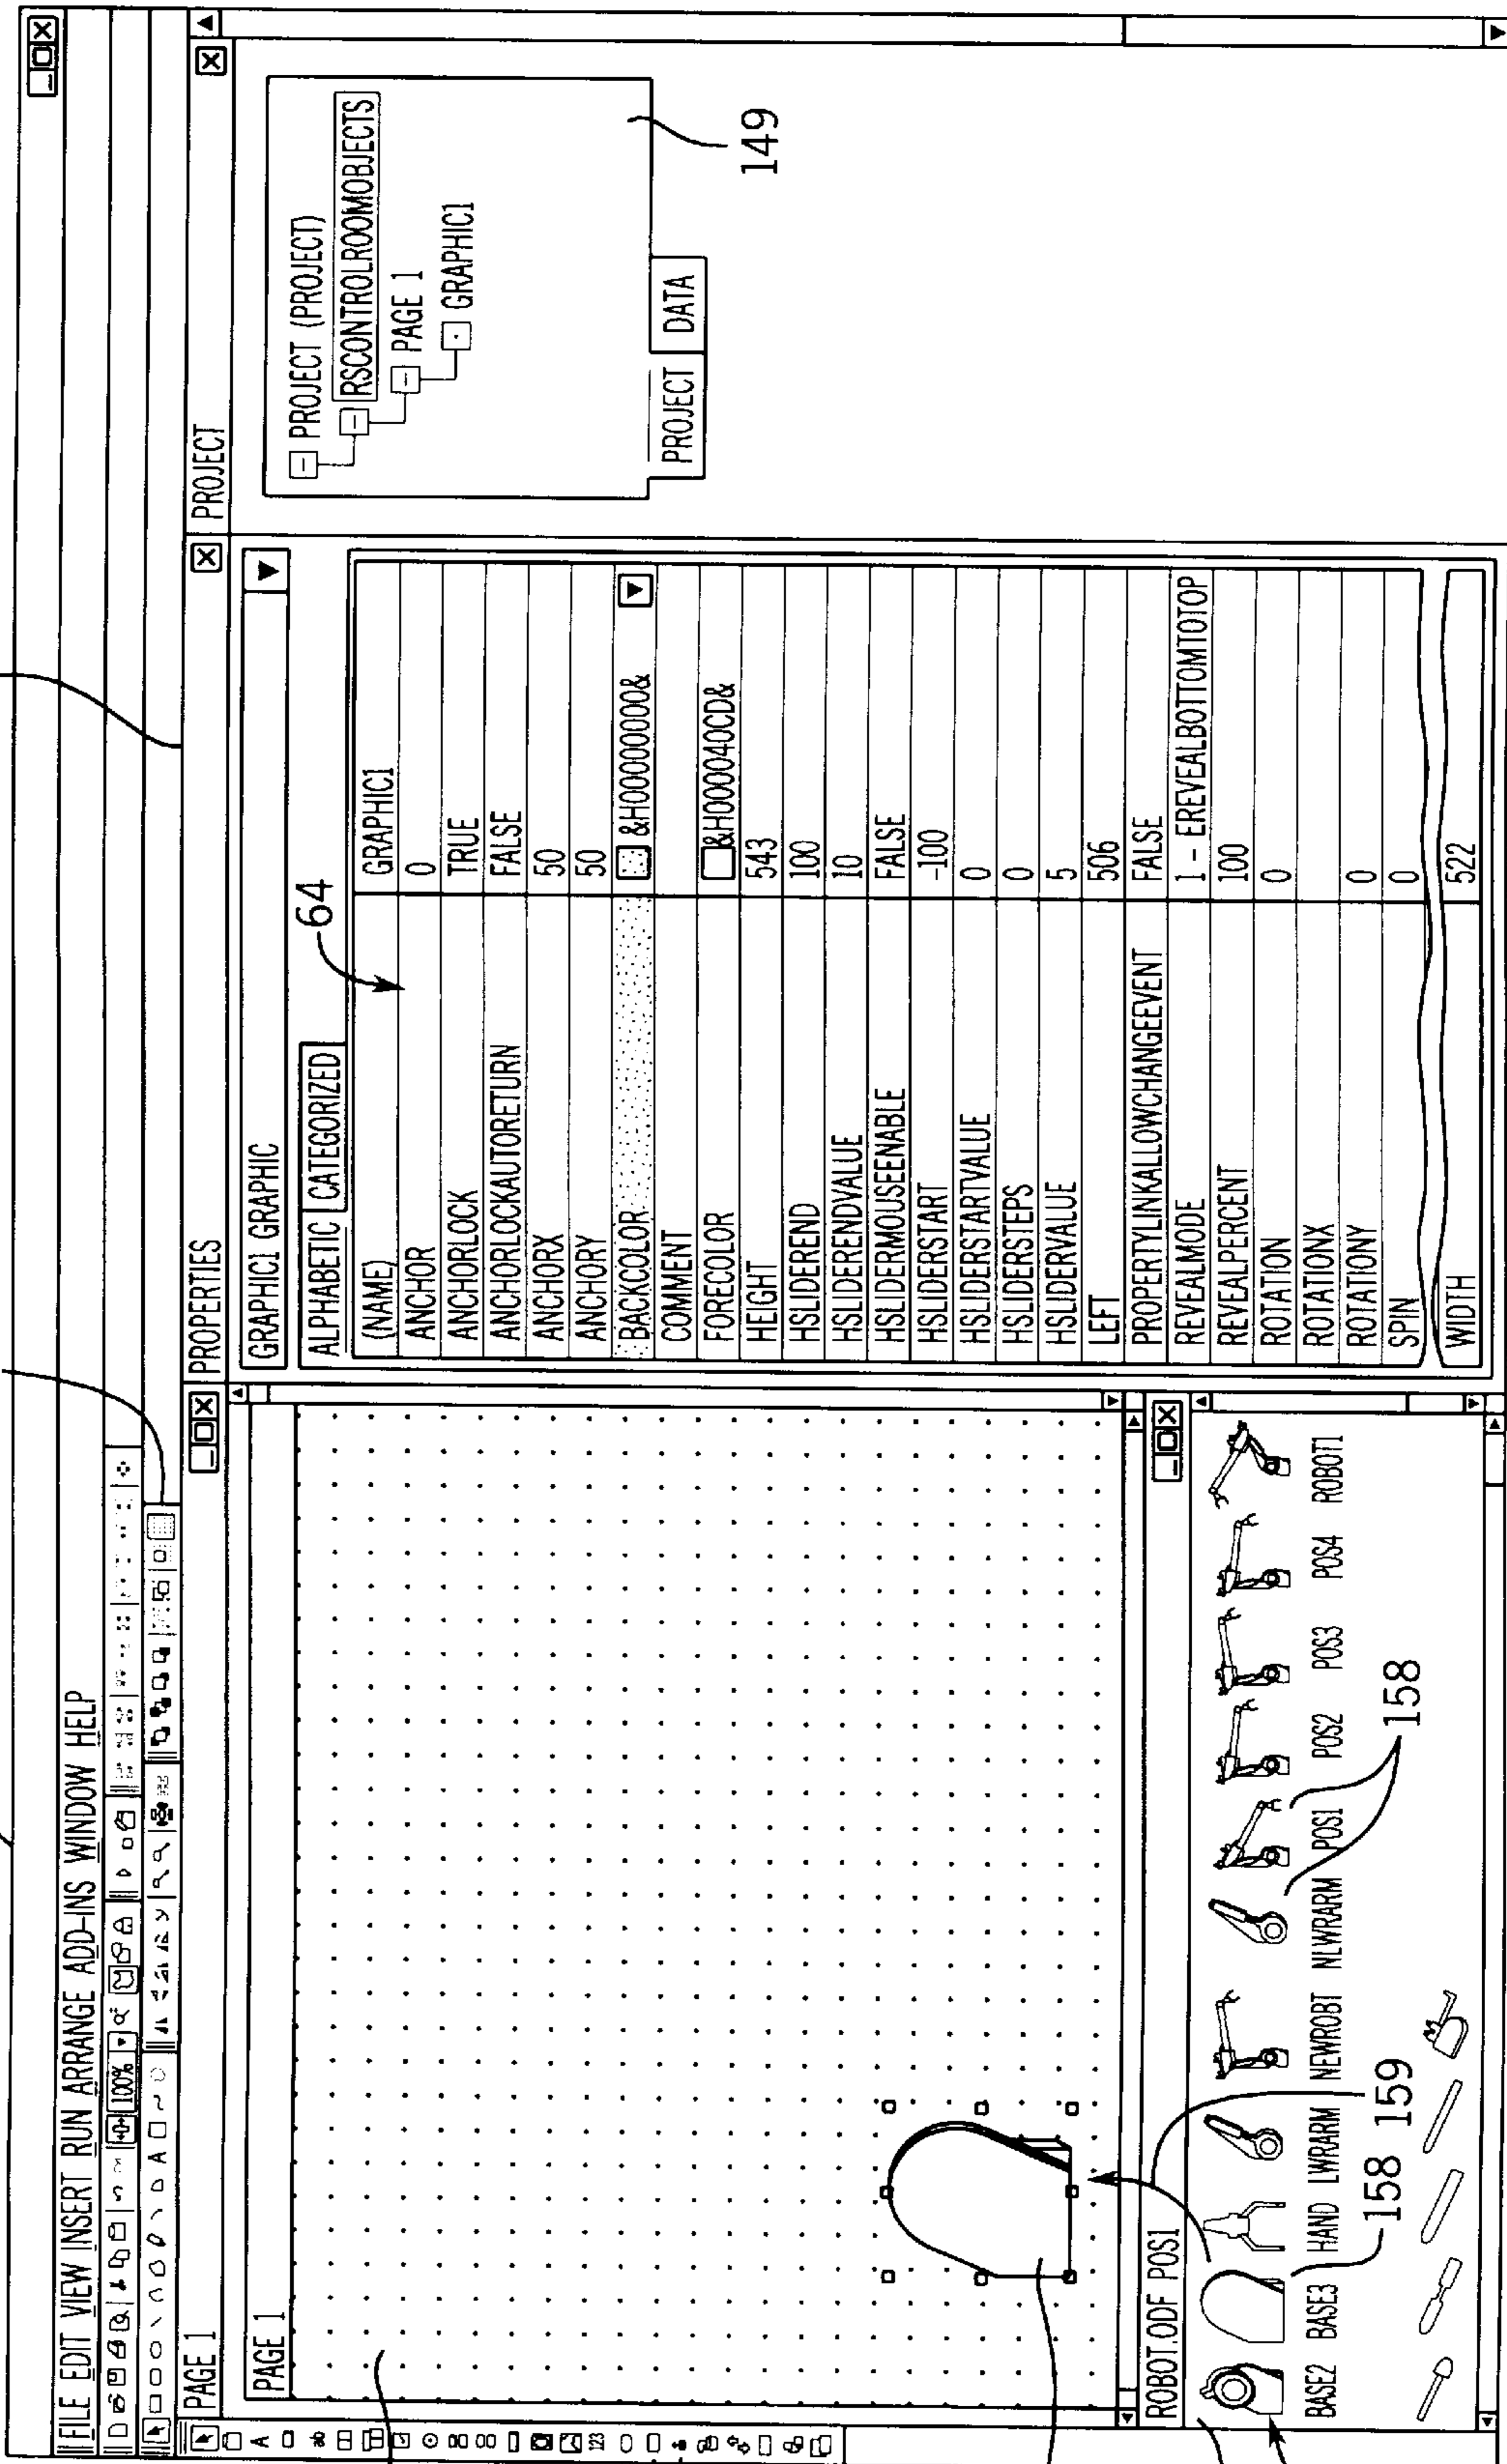 FILE EDIT VIEW INSERT RUN ARRANGE ADD-INS WINDOW HELP
100%
A
PAGE 1
PAGE 1
A
ab
123
ROBOT.ODF POS1
BASE2 BASE3 HAND LWRARM NEWROBT NLWRARM POS1 POS2 POS3 POS4 ROBOT1
158
159
158
PROPERTIES
GRAPHIC1 GRAPHIC
ALPHABETIC CATEGORIZED
64
(NAME) GRAPHIC1
ANCHOR 0
ANCHORLOCK TRUE
ANCHORLOCKAUTORETURN FALSE
ANCHORX 50
ANCHORY 50
BACKCOLOR &H00000000&
COMMENT
FORECOLOR &H000040CD&
HEIGHT 543
HSLIDEREND 100
HSLIDERENDVALUE 10
HSLIDERMOUSEENABLE FALSE
HSLIDERSTART -100
HSLIDERSTARTVALUE 0
HSLIDERSTEPS 0
HSLIDERVALUE 5
LEFT 506
PROPERTYLINKALLOWCHANGEEVENT FALSE
REVEALMODE 1 - EREVEALBOTTOMTOTOP
REVEALPERCENT 100
ROTATION 0
ROTATIONX
ROTATIONY 0
SPIN 0
WIDTH 522
PROJECT
PROJECT (PROJECT)
RSCONTROLROOMOBJECTS
PAGE 1
GRAPHIC1
PROJECT DATA
149